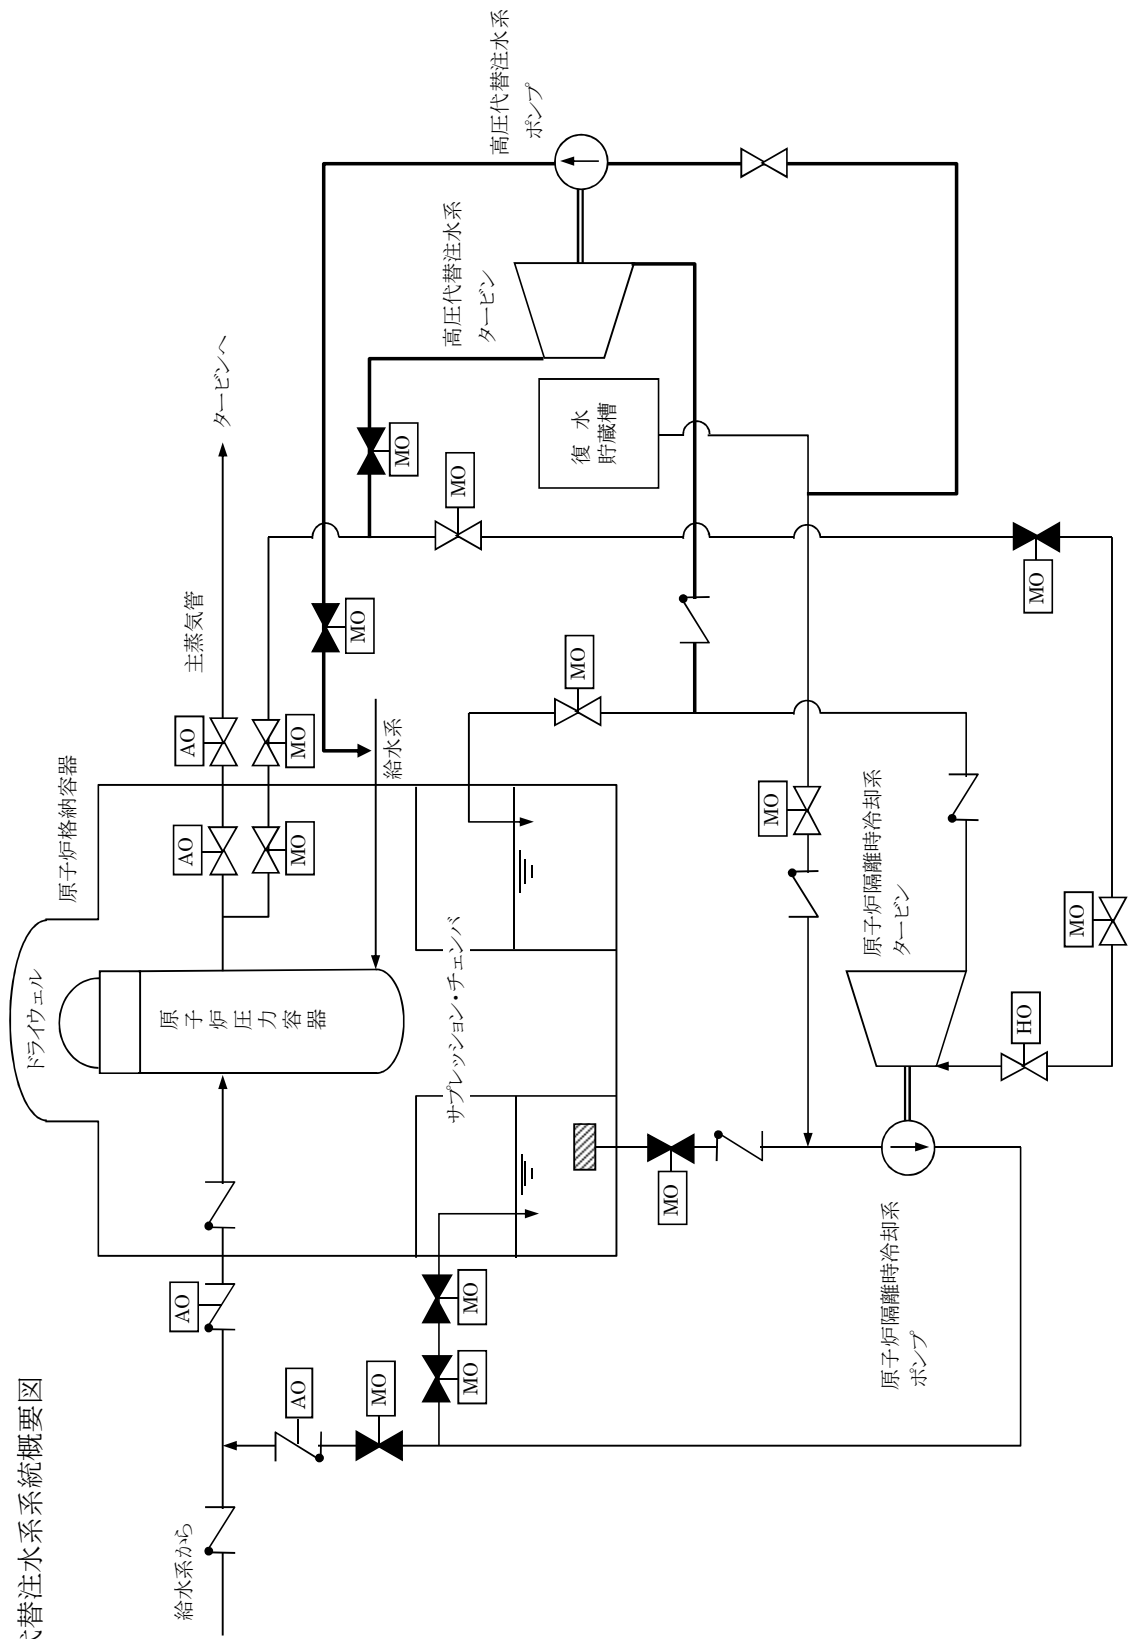 代替注水系系統概要図
原子炉格納容器
ドライウェル
原子炉圧力容器
サプレッション・チェンバ
主蒸気管
タービンへ
給水系
給水系から
高圧代替注水系
ポンプ
高圧代替注水系
タービン
復水
貯蔵槽
原子炉隔離時冷却系
タービン
原子炉隔離時冷却系
ポンプ
AO
AO
MO
MO
MO
MO
MO
MO
MO
MO
MO
HO
MO
MO
MO
MO
AO
AO